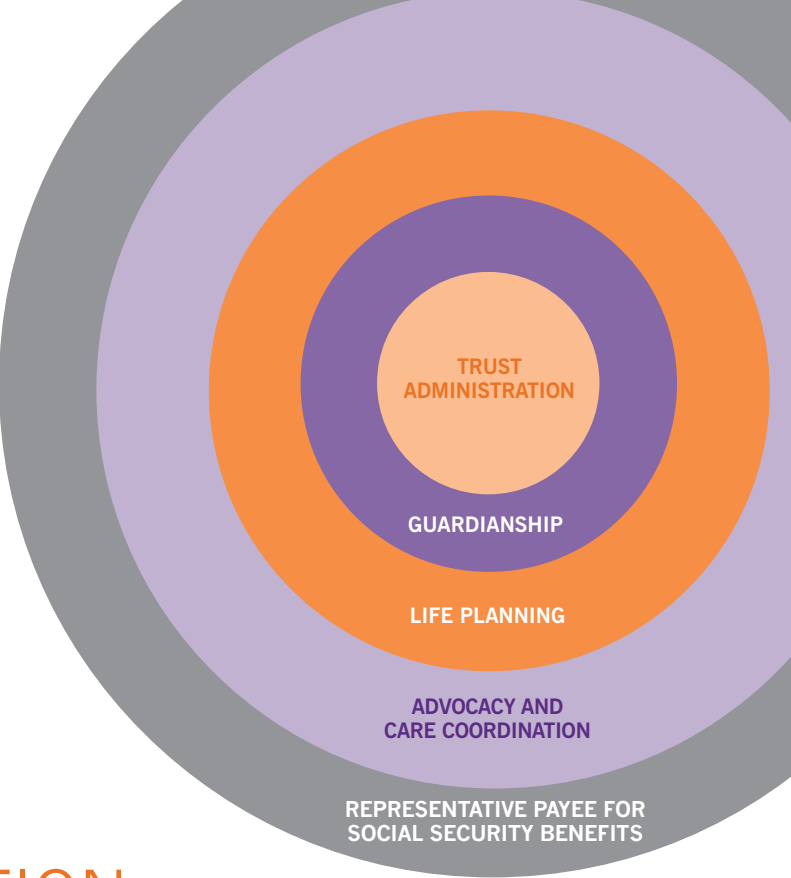 TRUST
ADMINISTRATION
GUARDIANSHIP
LIFE PLANNING
ADVOCACY AND
CARE COORDINATION
REPRESENTATIVE PAYEE FOR
SOCIAL SECURITY BENEFITS